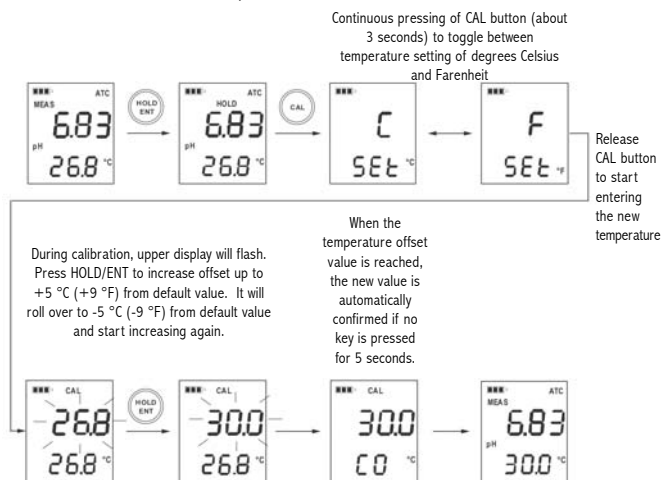 Continuous pressing of CAL button (about
3 seconds) to toggle between
temperature setting of degrees Celsius
and Farenheit
ATC
MEAS
6.83
pH
26.8 °C
HOLD
ENT
ATC
HOLD
6.83
pH
26.8 °C
CAL
C
SEt °C
F
SEt °F
Release
CAL button
to start
entering
the new
temperature
During calibration, upper display will flash.
Press HOLD/ENT to increase offset up to
+5 °C (+9 °F) from default value. It will
roll over to -5 °C (-9 °F) from default value
and start increasing again.
When the
temperature offset
value is reached,
the new value is
automatically
confirmed if no
key is pressed
for 5 seconds.
CAL
26.8
26.8 °C
HOLD
ENT
CAL
30.0
26.8 °C
CAL
30.0
CO °C
ATC
MEAS
6.83
pH
30.0 °C